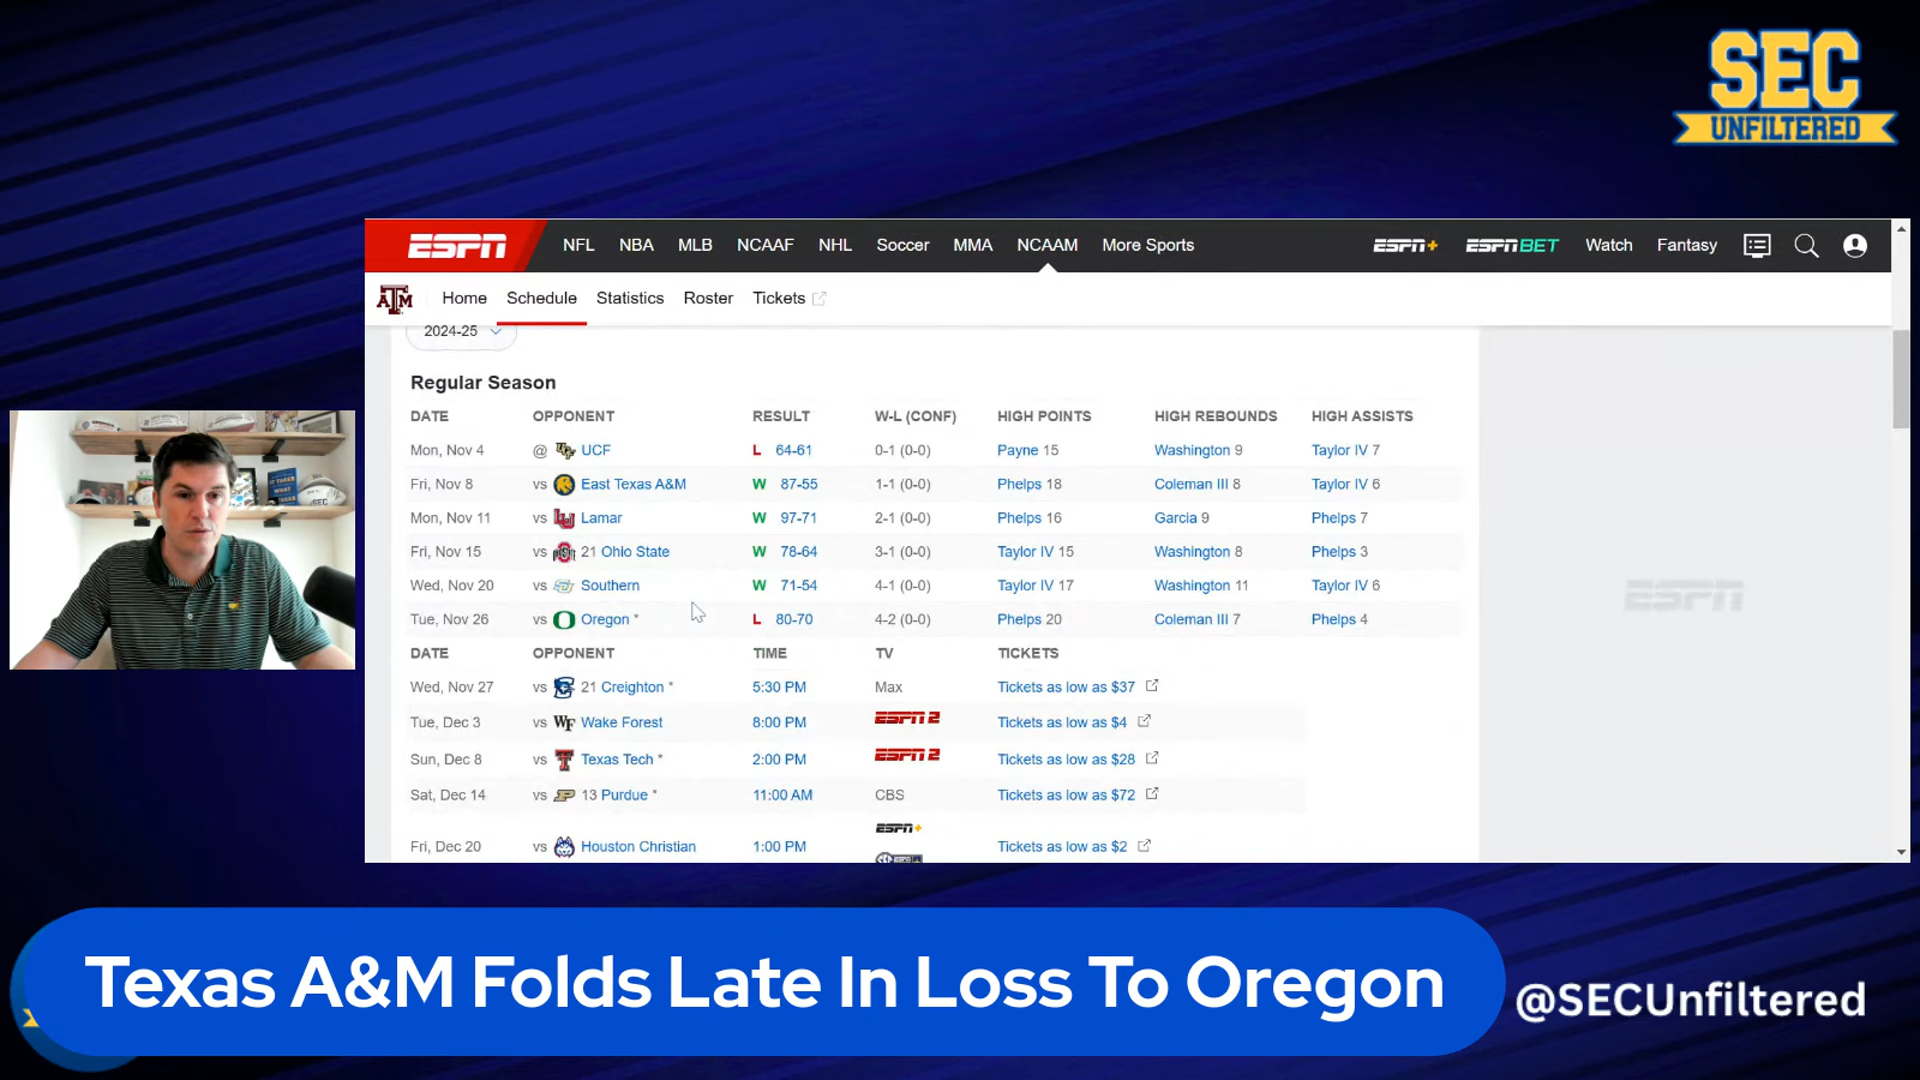 SEC
UNFILTERED
ESPN NFL NBA MLB NCAAF NHL Soccer MMA NCAAM More Sports ESPN+ ESPN BET Watch Fantasy
ATM Home Schedule Statistics Roster Tickets
2024-25
Regular Season
DATE OPPONENT RESULT W-L (CONF) HIGH POINTS HIGH REBOUNDS HIGH ASSISTS
Mon, Nov 4 @ UCF L 64-61 0-1 (0-0) Payne 15 Washington 9 Taylor IV 7
Fri, Nov 8 vs East Texas A&M W 87-55 1-1 (0-0) Phelps 18 Coleman III 8 Taylor IV 6
Mon, Nov 11 vs Lamar W 97-71 2-1 (0-0) Phelps 16 Garcia 9 Phelps 7
Fri, Nov 15 vs 21 Ohio State W 78-64 3-1 (0-0) Taylor IV 15 Washington 8 Phelps 3
Wed, Nov 20 vs Southern W 71-54 4-1 (0-0) Taylor IV 17 Washington 11 Taylor IV 6
Tue, Nov 26 vs Oregon * L 80-70 4-2 (0-0) Phelps 20 Coleman III 7 Phelps 4
DATE OPPONENT TIME TV TICKETS
Wed, Nov 27 vs 21 Creighton * 5:30 PM Max Tickets as low as $37
Tue, Dec 3 vs WF Wake Forest 8:00 PM ESPN 2 Tickets as low as $4
Sun, Dec 8 vs Texas Tech * 2:00 PM ESPN 2 Tickets as low as $28
Sat, Dec 14 vs P 13 Purdue * 11:00 AM CBS Tickets as low as $72
ESPN+
Fri, Dec 20 vs Houston Christian 1:00 PM Tickets as low as $2
ESPN
Texas A&M Folds Late In Loss To Oregon
@SECUnfiltered